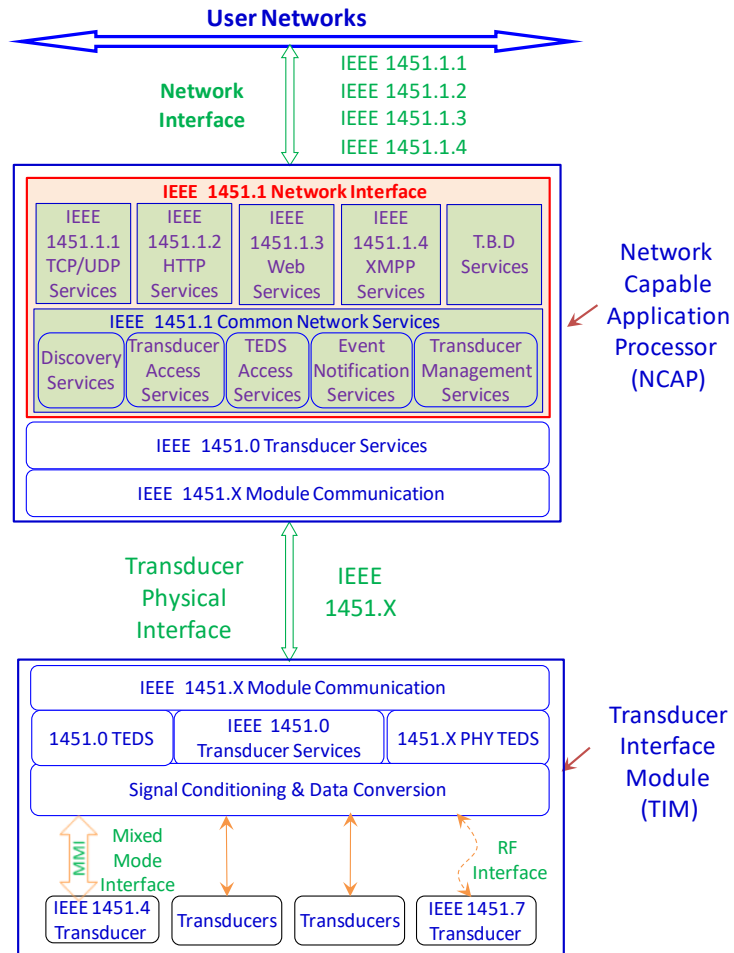 User Networks
Network
Interface
IEEE 1451.1.1
IEEE 1451.1.2
IEEE 1451.1.3
IEEE 1451.1.4
IEEE 1451.1 Network Interface
IEEE
1451.1.1
TCP/UDP
Services
IEEE
1451.1.2
HTTP
Services
IEEE
1451.1.3
Web
Services
IEEE
1451.1.4
XMPP
Services
T.B.D
Services
IEEE 1451.1 Common Network Services
Discovery
Services
Transducer
Access
Services
TEDS
Access
Services
Event
Notification
Services
Transducer
Management
Services
IEEE 1451.0 Transducer Services
IEEE 1451.X Module Communication
Network
Capable
Application
Processor
(NCAP)
Transducer
Physical
Interface
IEEE
1451.X
IEEE 1451.X Module Communication
1451.0 TEDS
IEEE 1451.0
Transducer Services
1451.X PHY TEDS
Signal Conditioning & Data Conversion
Transducer
Interface
Module
(TIM)
MMI
Mixed
Mode
Interface
RF
Interface
IEEE 1451.4
Transducer
Transducers
Transducers
IEEE 1451.7
Transducer